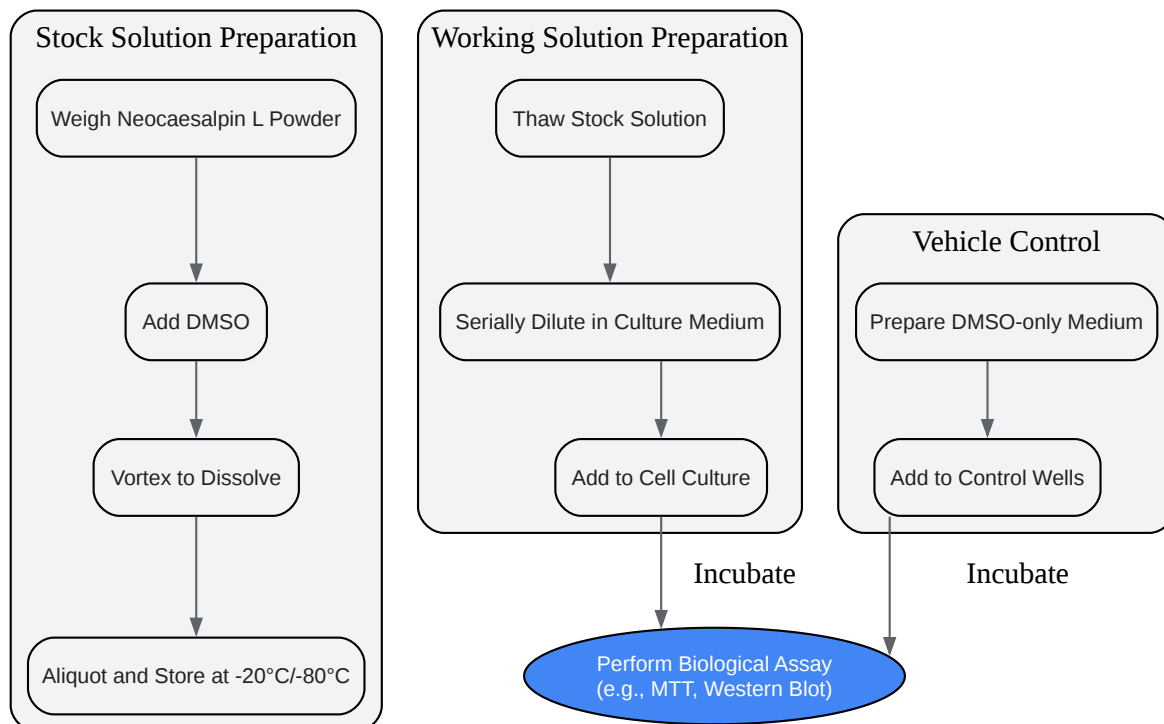 Stock Solution Preparation
Weigh Neocaesalpin L Powder
Add DMSO
Vortex to Dissolve
Aliquot and Store at -20°C/-80°C
Working Solution Preparation
Thaw Stock Solution
Serially Dilute in Culture Medium
Add to Cell Culture
Vehicle Control
Prepare DMSO-only Medium
Add to Control Wells
Incubate
Incubate
Perform Biological Assay
(e.g., MTT, Western Blot)